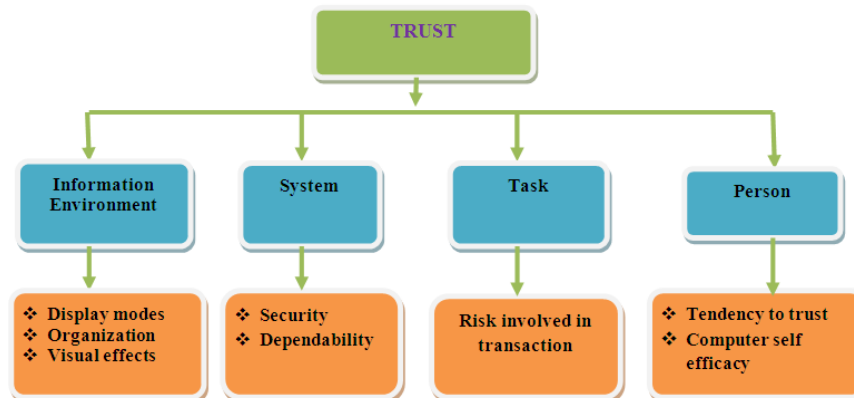 TRUST
Information
Environment
System
Task
Person
❖ Display modes
❖ Organization
❖ Visual effects
❖ Security
❖ Dependability
Risk involved in
transaction
❖ Tendency to trust
❖ Computer self
efficacy